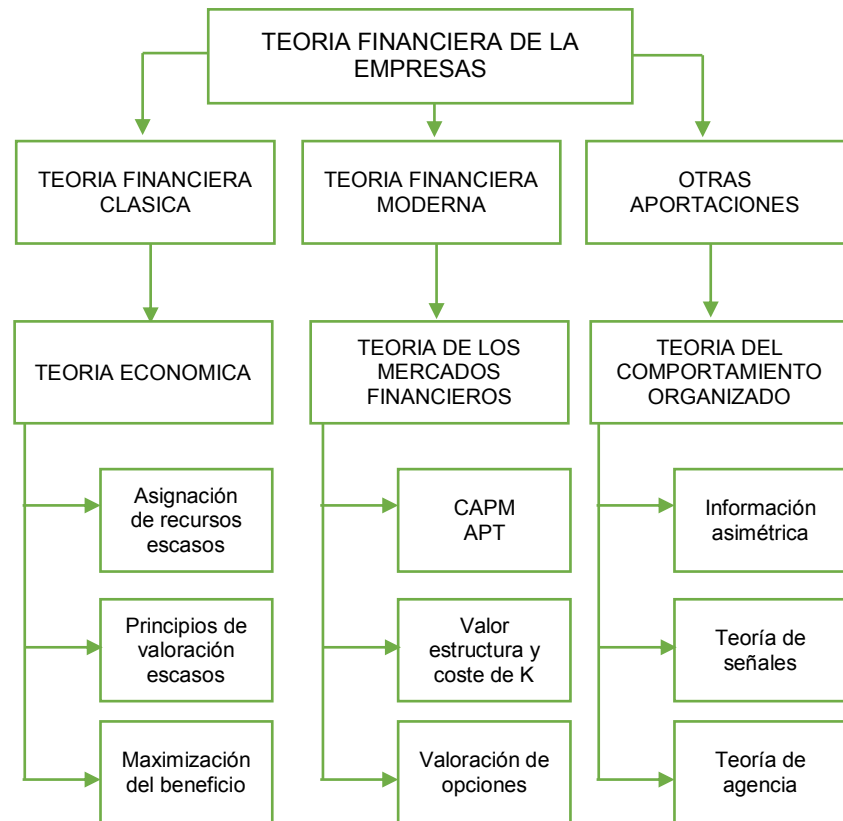 TEORIA FINANCIERA DE LA
EMPRESAS
TEORIA FINANCIERA
CLASICA
TEORIA FINANCIERA
MODERNA
OTRAS
APORTACIONES
TEORIA ECONOMICA
TEORIA DE LOS
MERCADOS
FINANCIEROS
TEORIA DEL
COMPORTAMIENTO
ORGANIZADO
Asignación
de recursos
escasos
CAPM
APT
Información
asimétrica
Principios de
valoración
escasos
Valor
estructura y
coste de K
Teoría de
señales
Maximización
del beneficio
Valoración de
opciones
Teoría de
agencia